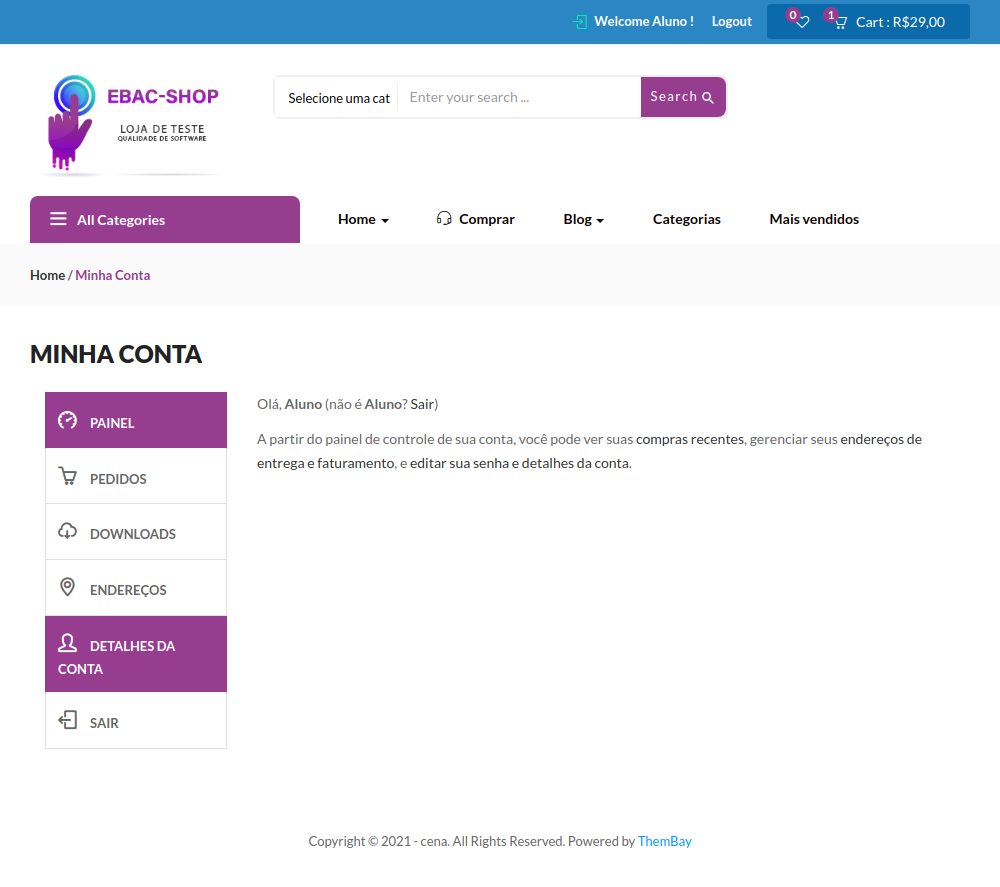 Welcome Aluno ! Logout 0 1 Cart : R$29,00
EBAC-SHOP
LOJA DE TESTE
QUALIDADE DE SOFTWARE
Selecione uma cat Enter your search ... Search
All Categories Home Comprar Blog Categorias Mais vendidos
Home / Minha Conta
MINHA CONTA
PAINEL
PEDIDOS
DOWNLOADS
ENDEREÇOS
DETALHES DA
CONTA
SAIR
Olá, Aluno (não é Aluno? Sair)
A partir do painel de controle de sua conta, você pode ver suas compras recentes, gerenciar seus endereços de
entrega e faturamento, e editar sua senha e detalhes da conta.
Copyright © 2021 - cena. All Rights Reserved. Powered by ThemBay